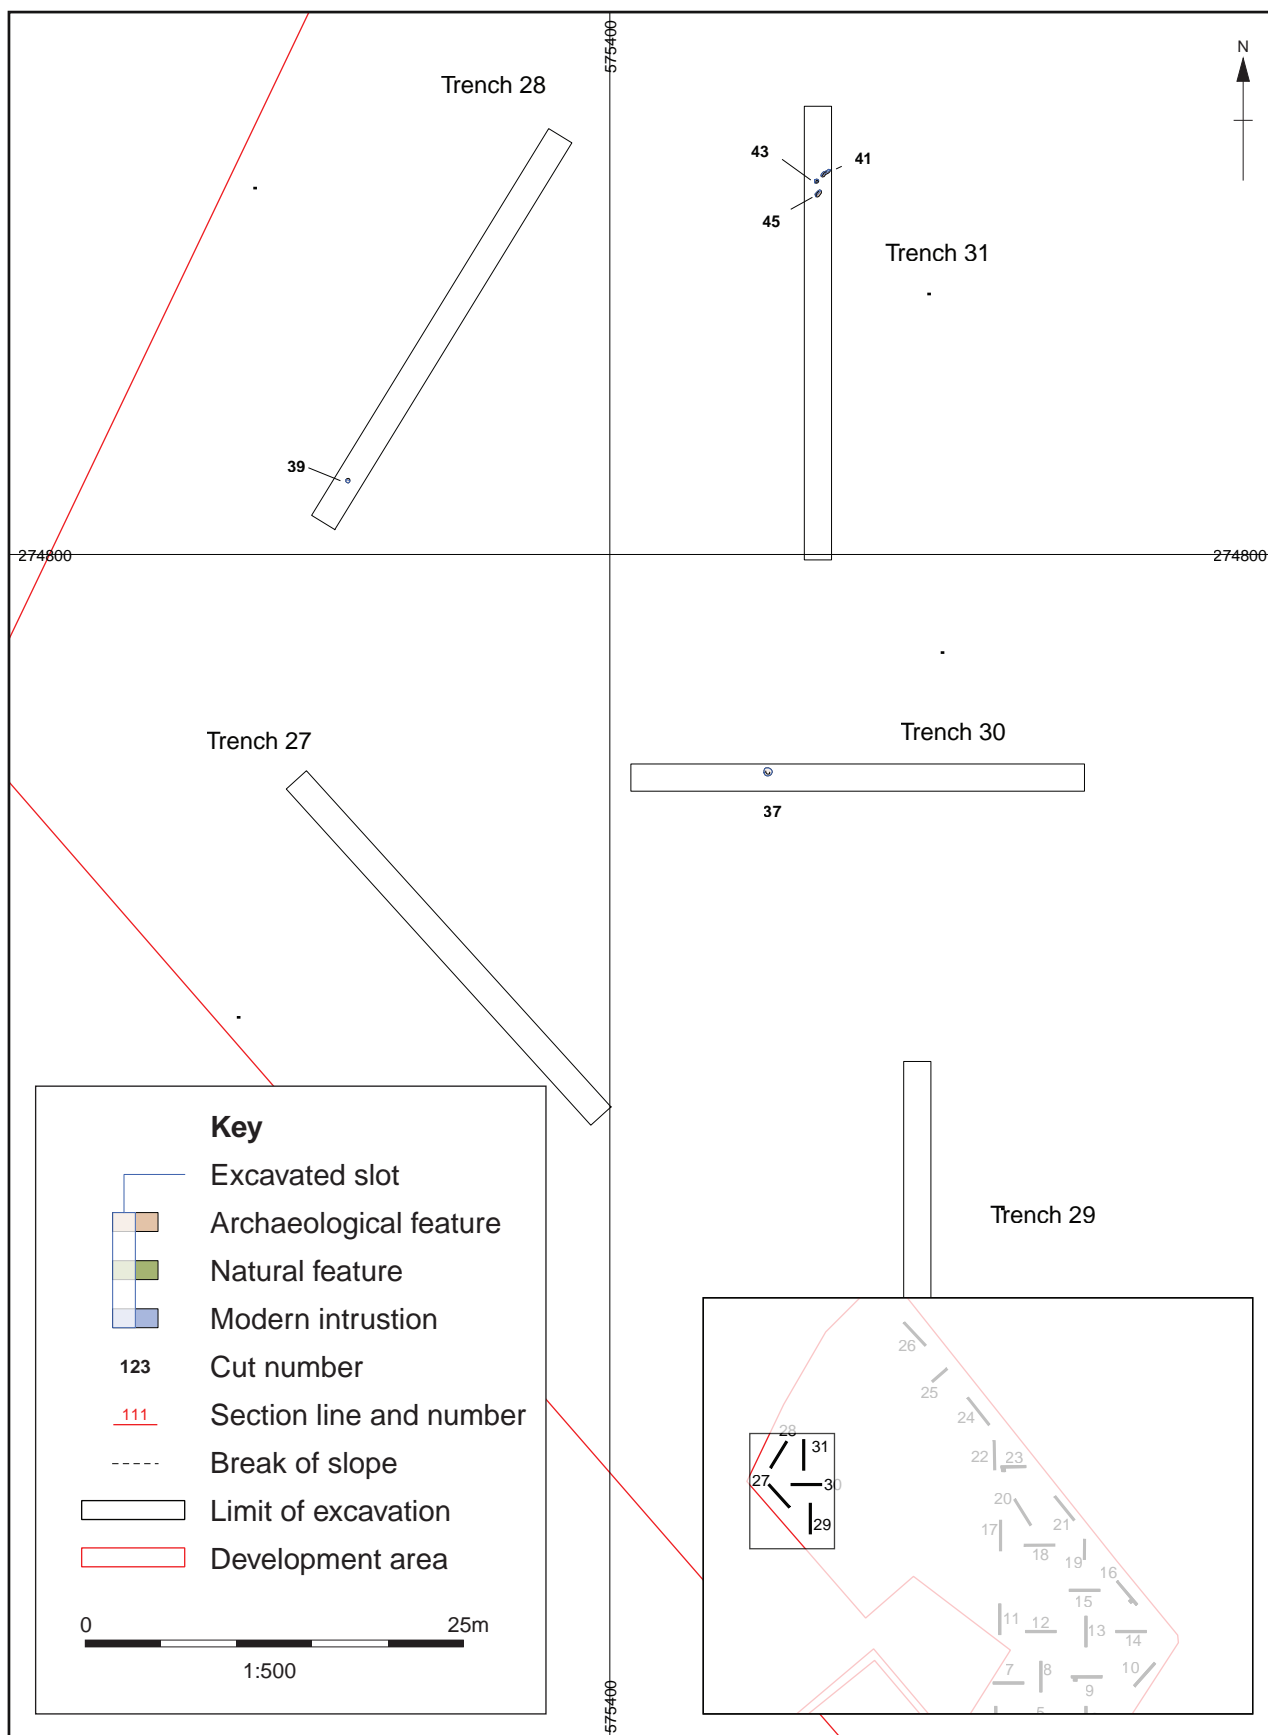 575400
N
Trench 28
43
41
45
Trench 31
39
274800
274800
Trench 27
Trench 30
37
Trench 29
Key
Excavated slot
Archaeological feature
Natural feature
Modern intrustion
123 Cut number
111 Section line and number
Break of slope
Limit of excavation
Development area
0 25m
1:500
575400
26
25
24
28
31
22
23
27
30
20
21
29
17
18
19
16
15
11
12
13
14
7
8
10
9
5